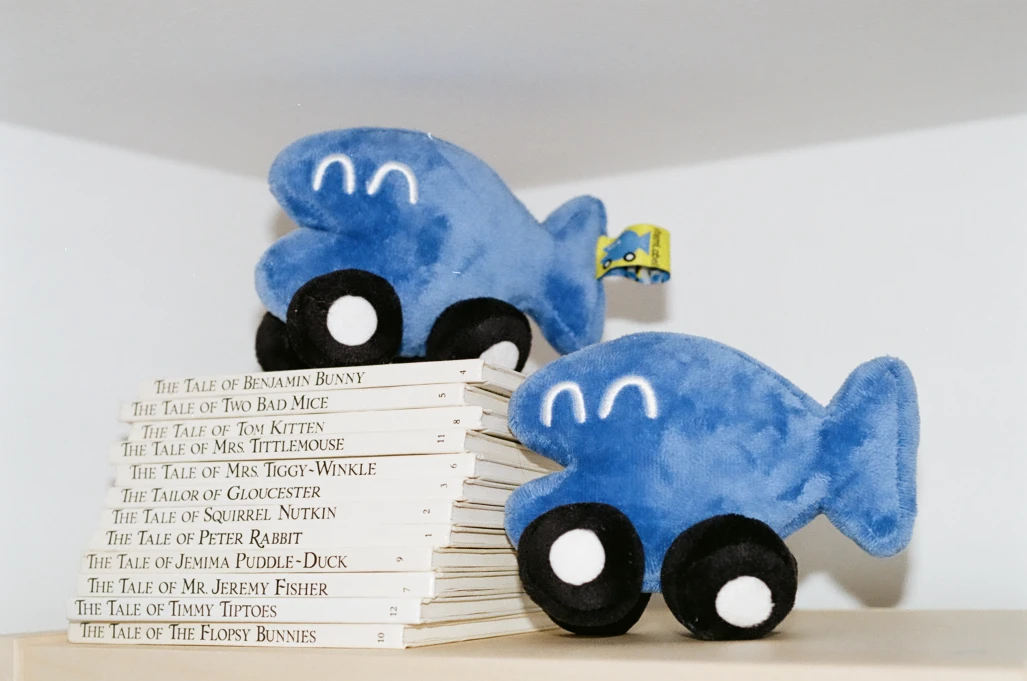 THE TALE OF BENJAMIN BUNNY 4
THE TALE OF TWO BAD MICE 5
THE TALE OF TOM KITTEN 8
THE TALE OF MRS. TITTLEMOUSE 11
THE TALE OF MRS. TIGGY-WINKLE 6
THE TAILOR OF GLOUCESTER 3
THE TALE OF SQUIRREL NUTKIN 2
THE TALE OF PETER RABBIT 1
THE TALE OF JEMIMA PUDDLE-DUCK 9
THE TALE OF MR. JEREMY FISHER 7
THE TALE OF TIMMY TIPTOES 12
THE TALE OF THE FLOPSY BUNNIES 10